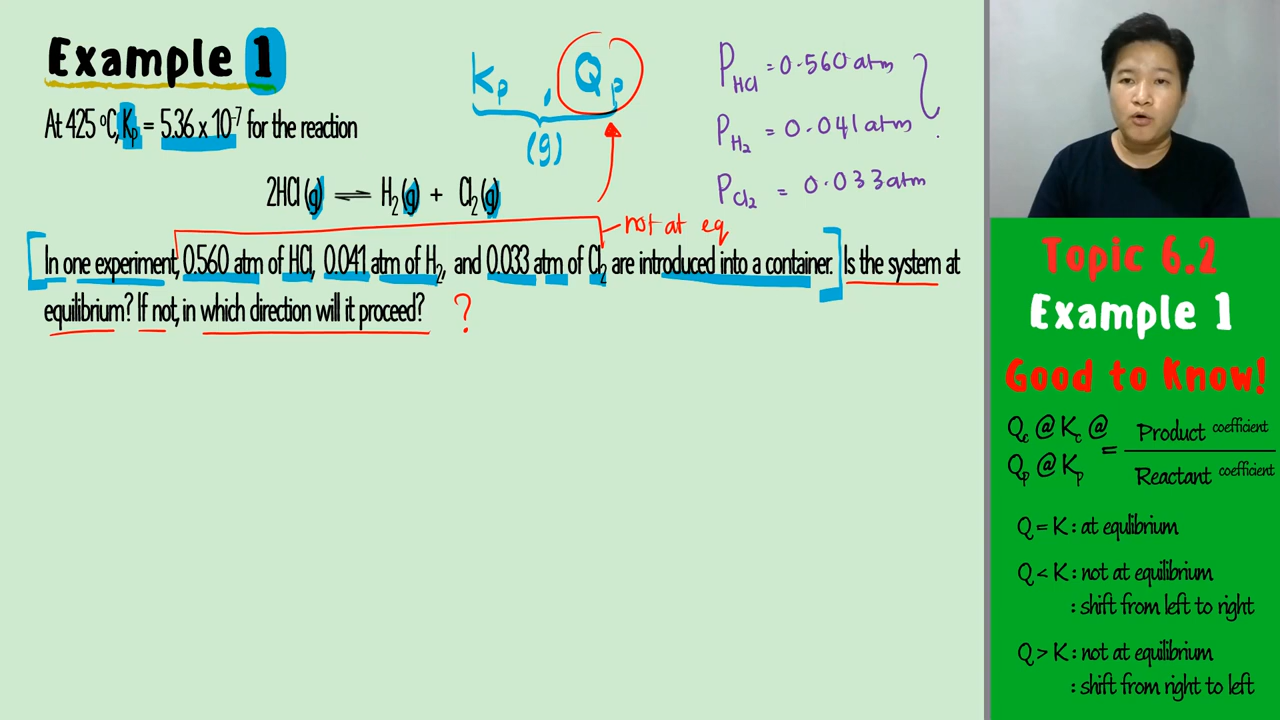 Example 1
At 425 °C, Kp = 5.36 x 10⁻⁷ for the reaction
Kp , Qp
(g)
P_HCl = 0.560 atm
P_H₂ = 0.041 atm
P_Cl₂ = 0.033 atm
2HCl(g) ⇌ H₂(g) + Cl₂(g)
not at eq
[In one experiment, 0.560 atm of HCl, 0.041 atm of H₂, and 0.033 atm of Cl₂ are introduced into a container.] Is the system at
equilibrium? If not, in which direction will it proceed? ?
Topic 6.2
Example 1
Good to Know!
Qc @ Kc @
Qp @ Kp
= Product coefficient
Reactant coefficient
Q = K : at equlibrium
Q < K : not at equilibrium
: shift from left to right
Q > K : not at equilibrium
: shift from right to left